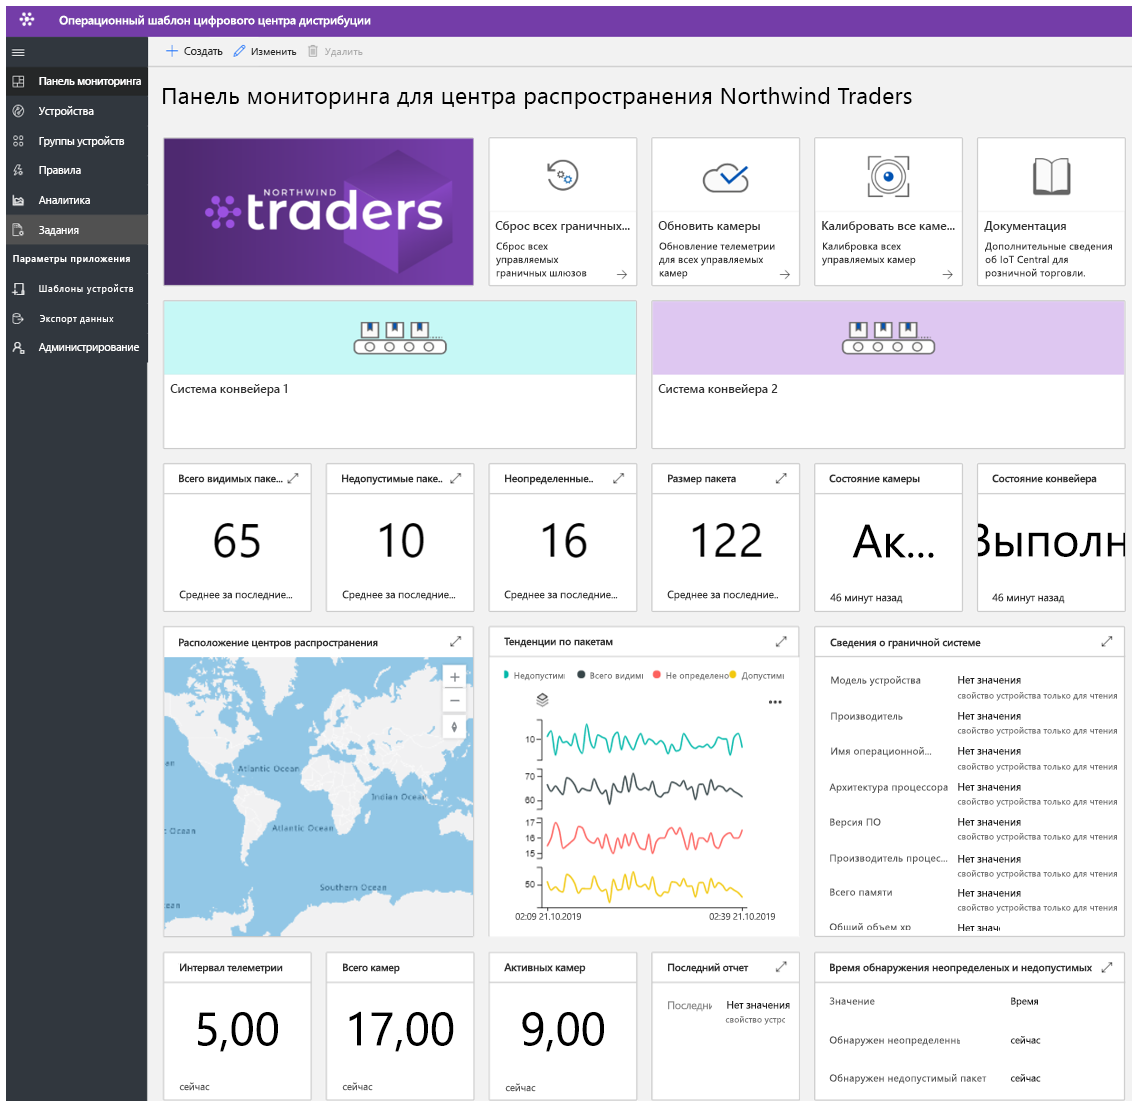 Операционный шаблон цифрового центра дистрибуции
Создать Изменить Удалить
Панель мониторинга
Устройства
Группы устройств
Правила
Аналитика
Задания
Параметры приложения
Шаблоны устройств
Экспорт данных
Администрирование
Панель мониторинга для центра распространения Northwind Traders
NORTHWIND
traders
Сброс всех граничных...
Сброс всех
управляемых
граничных шлюзов
Обновить камеры
Обновление телеметрии
для всех управляемых
камер
Калибровать все каме...
Калибровка всех
управляемых камер
Документация
Дополнительные сведения
об IoT Central для
розничной торговли.
Система конвейера 1
Система конвейера 2
Всего видимых паке...
65
Среднее за последние...
Недопустимые паке..
10
Среднее за последние...
Неопределенные..
16
Среднее за последние...
Размер пакета
122
Среднее за последние..
Состояние камеры
Ак...
46 минут назад
Состояние конвейера
Выполн
46 минут назад
Расположение центров распространения
Atlantic Ocean
Indian Ocean
Ocean
Atlantic Ocean
Southern Ocean
Тенденции по пакетам
Недопустим Всего видим Не определено Допустим
10
70
60
17
16
15
50
02:09 21.10.2019 02:39 21.10.2019
Сведения о граничной системе
Модель устройства Нет значения
свойство устройства только для чтения
Производитель Нет значения
свойство устройства только для чтения
Имя операционной... Нет значения
свойство устройства только для чтения
Архитектура процессора Нет значения
свойство устройства только для чтения
Версия ПО Нет значения
свойство устройства только для чтения
Производитель процес... Нет значения
свойство устройства только для чтения
Всего памяти Нет значения
свойство устройства только для чтения
Общий объем хр Нет знач
Интервал телеметрии
5,00
сейчас
Всего камер
17,00
сейчас
Активных камер
9,00
сейчас
Последний отчет
Последни Нет значения
свойство устрс
Время обнаружения неопределеных и недопустимых
Значение Время
Обнаружен неопределеннь сейчас
Обнаружен недопустимый пакет сейчас